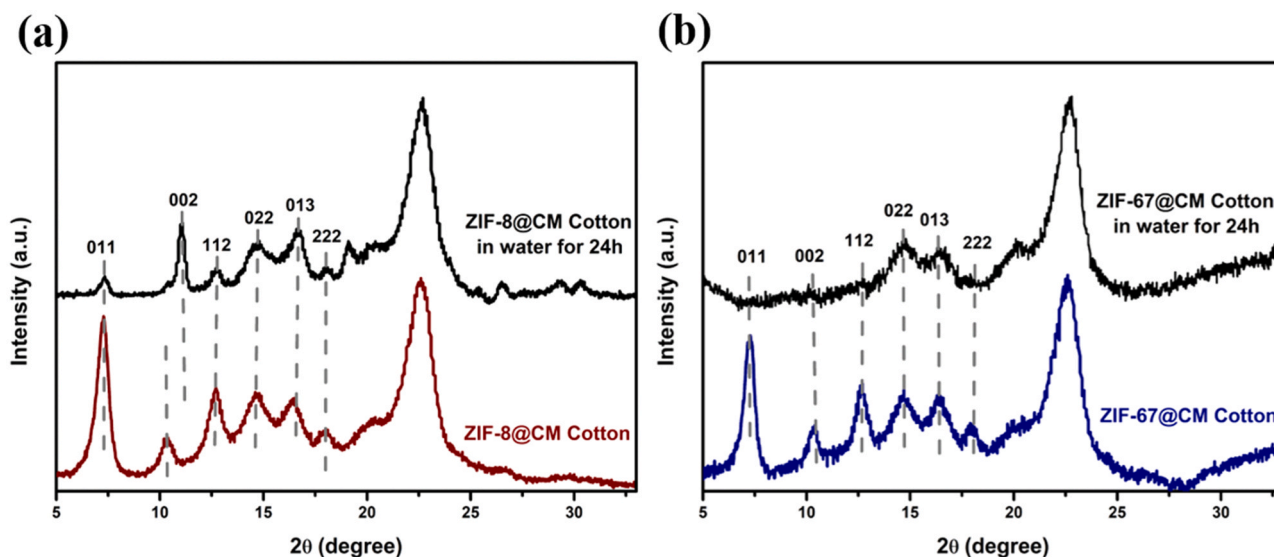 (a)
011
002
112
022
013
222
ZIF-8@CM Cotton
in water for 24h
ZIF-8@CM Cotton
Intensity (a.u.)
5
10
15
20
25
30
2θ (degree)
(b)
011
002
112
022
013
222
ZIF-67@CM Cotton
in water for 24h
ZIF-67@CM Cotton
Intensity (a.u.)
5
10
15
20
25
30
2θ (degree)